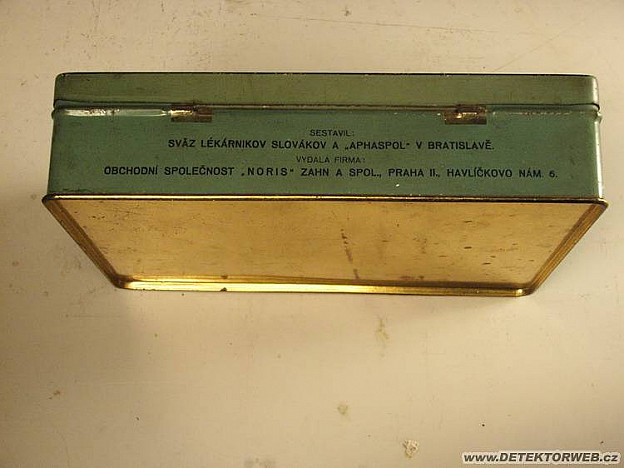 SESTAVIL:
SVÄZ LÉKÁRNIKOV SLOVÁKOV A „APHASPOL" V BRATISLAVĚ.
VYDALA FIRMA:
OBCHODNÍ SPOLEČNOST „NORIS" ZAHN A SPOL., PRAHA II., HAVLÍČKOVO NÁM. 6.
www.DETEKTORWEB.cz